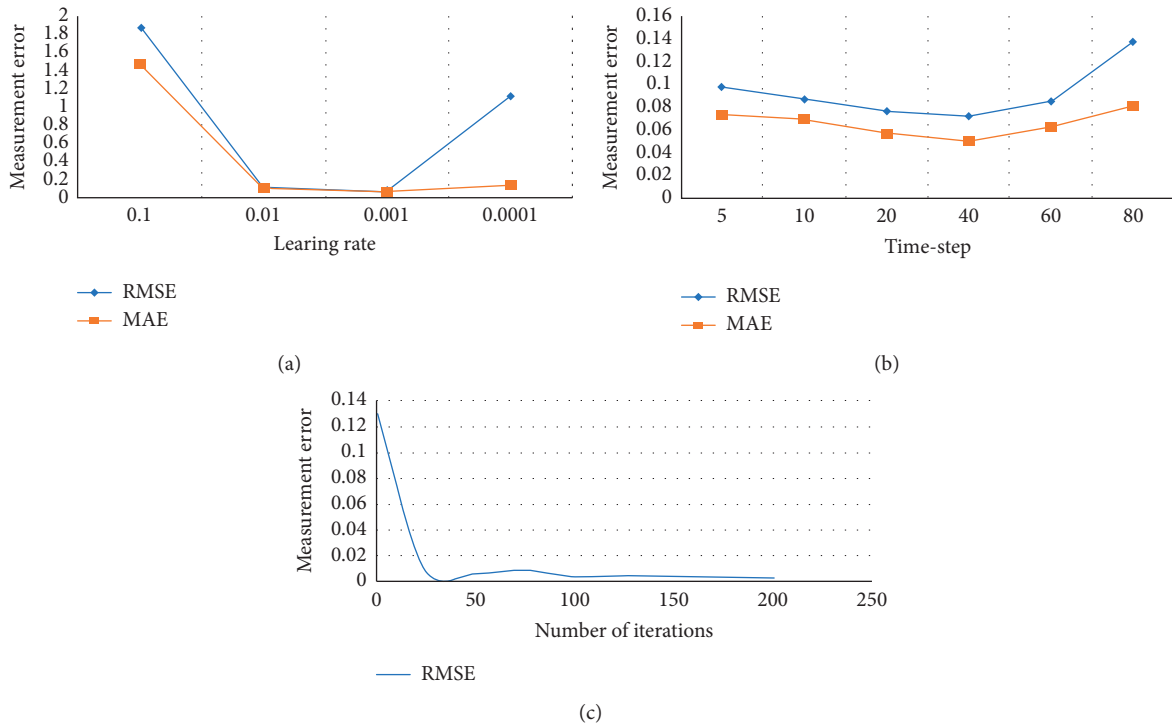 2
1.8
1.6
1.4
1.2
1
0.8
0.6
0.4
0.2
0
Measurement error
0.1 0.01 0.001 0.0001
Learing rate
RMSE
MAE
(a)
0.16
0.14
0.12
0.1
0.08
0.06
0.04
0.02
0
Measurement error
5 10 20 40 60 80
Time-step
RMSE
MAE
(b)
0.14
0.12
0.1
0.08
0.06
0.04
0.02
0
Measurement error
0 50 100 150 200 250
Number of iterations
RMSE
(c)